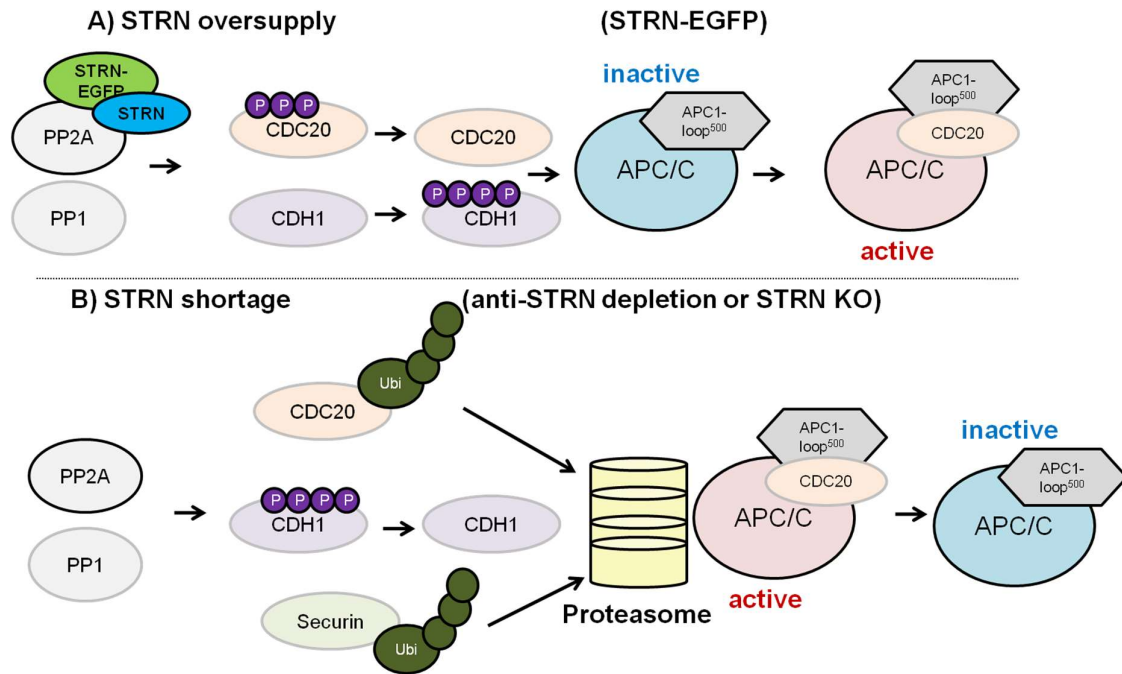 A) STRN oversupply (STRN-EGFP)
STRN-
EGFP
STRN
PP2A
PP1
P P P
CDC20
CDC20
CDH1
P P P P
CDH1
inactive
APC1-
loop500
APC/C
APC1-
loop500
CDC20
APC/C
active
B) STRN shortage (anti-STRN depletion or STRN KO)
Ubi
CDC20
PP2A
PP1
P P P P
CDH1
CDH1
Securin
Ubi
Proteasome
APC1-
loop500
CDC20
APC/C
active
inactive
APC1-
loop500
APC/C